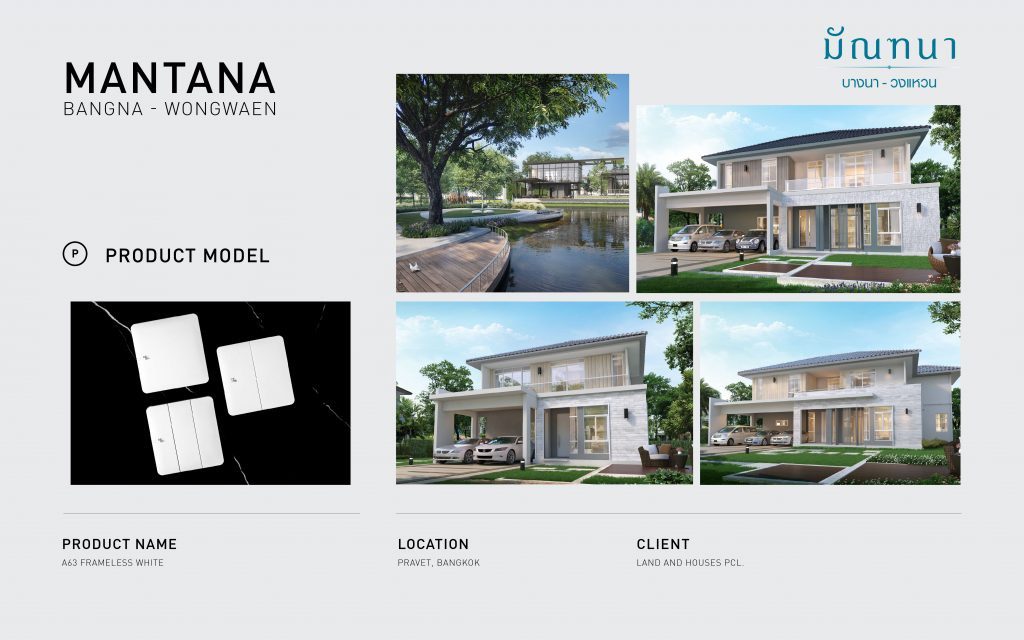 MANTANA
BANGNA - WONGWAEN
มัณฑนา
บางนา - วงแหวน
P
PRODUCT MODEL
PRODUCT NAME
A63 FRAMELESS WHITE
LOCATION
PRAVET, BANGKOK
CLIENT
LAND AND HOUSES PCL.